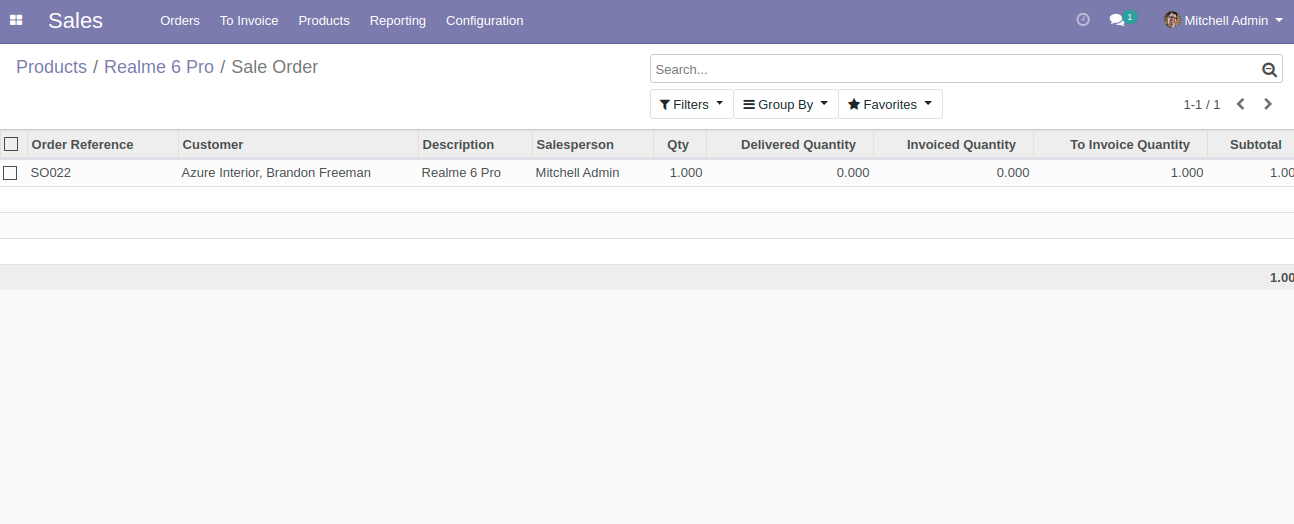 Sales Orders To Invoice Products Reporting Configuration 1 Mitchell Admin
Products / Realme 6 Pro / Sale Order
Search...
Filters Group By Favorites 1-1 / 1
Order Reference Customer Description Salesperson Qty Delivered Quantity Invoiced Quantity To Invoice Quantity Subtotal
SO022 Azure Interior, Brandon Freeman Realme 6 Pro Mitchell Admin 1.000 0.000 0.000 1.000 1.00
1.00